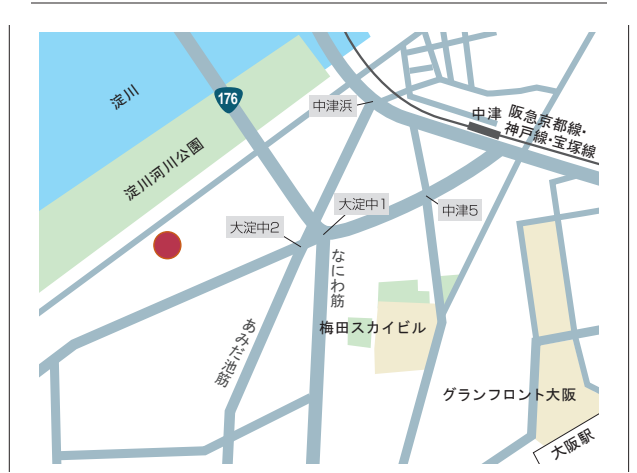 淀川
176
中津浜
中津
阪急京都線・
神戸線・宝塚線
淀川河川公園
大淀中1
中津5
大淀中2
なにわ筋
梅田スカイビル
あみだ池筋
グランフロント大阪
大阪駅